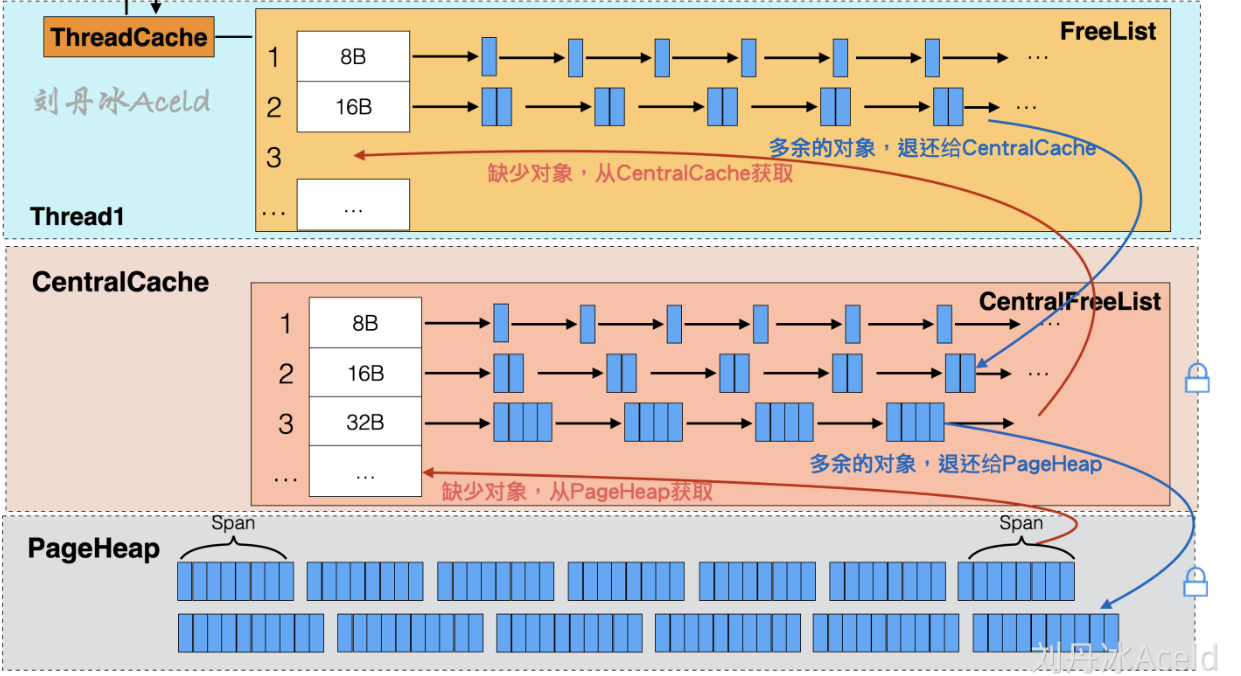 ThreadCache
FreeList
刘丹冰Aceld
1 8B ...
2 16B ...
多余的对象，退还给CentralCache
3
缺少对象，从CentralCache获取
... ...
Thread1
CentralCache
CentralFreeList
1 8B ...
2 16B ...
3 32B
多余的对象，退还给PageHeap
... ...
缺少对象，从PageHeap获取
Span Span
PageHeap
刘丹冰Aceld